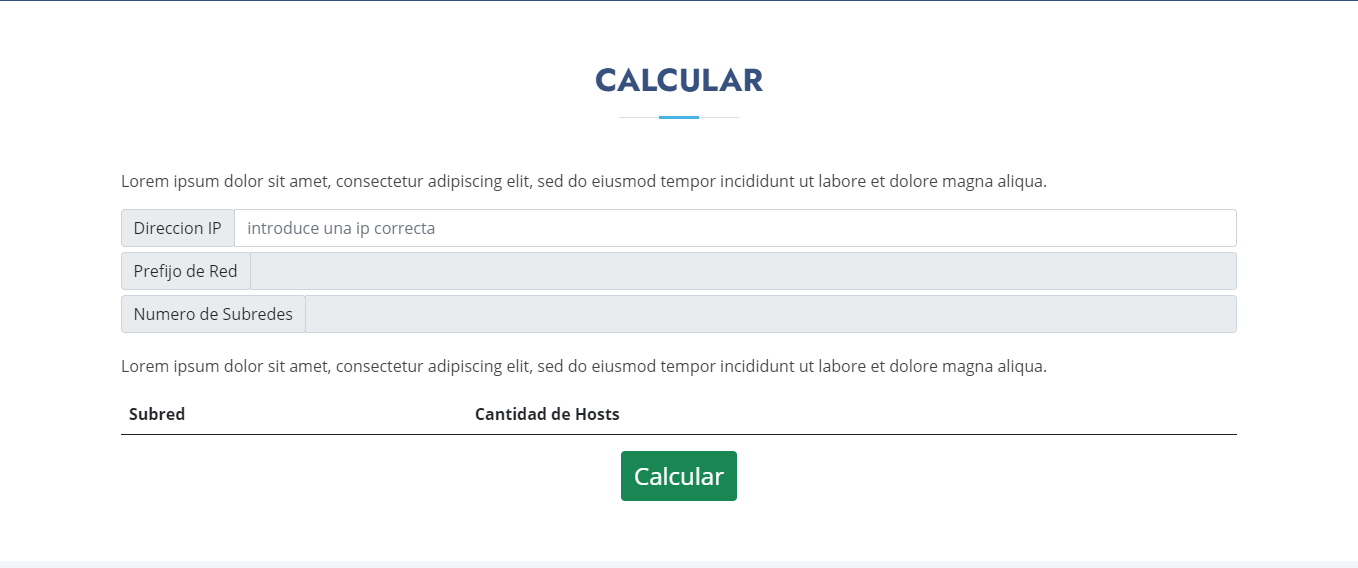 CALCULAR
Lorem ipsum dolor sit amet, consectetur adipiscing elit, sed do eiusmod tempor incididunt ut labore et dolore magna aliqua.
Direccion IP introduce una ip correcta
Prefijo de Red
Numero de Subredes
Lorem ipsum dolor sit amet, consectetur adipiscing elit, sed do eiusmod tempor incididunt ut labore et dolore magna aliqua.
Subred Cantidad de Hosts
Calcular